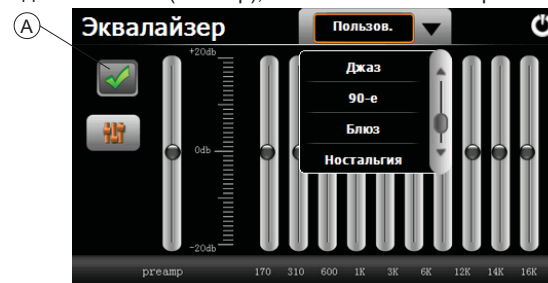 A
Эквалайзер
Пользов.
Джаз
90-е
Блюз
Ностальгия
+20db
0db
-20db
preamp 170 310 600 1K 3K 6K 12K 14K 16K